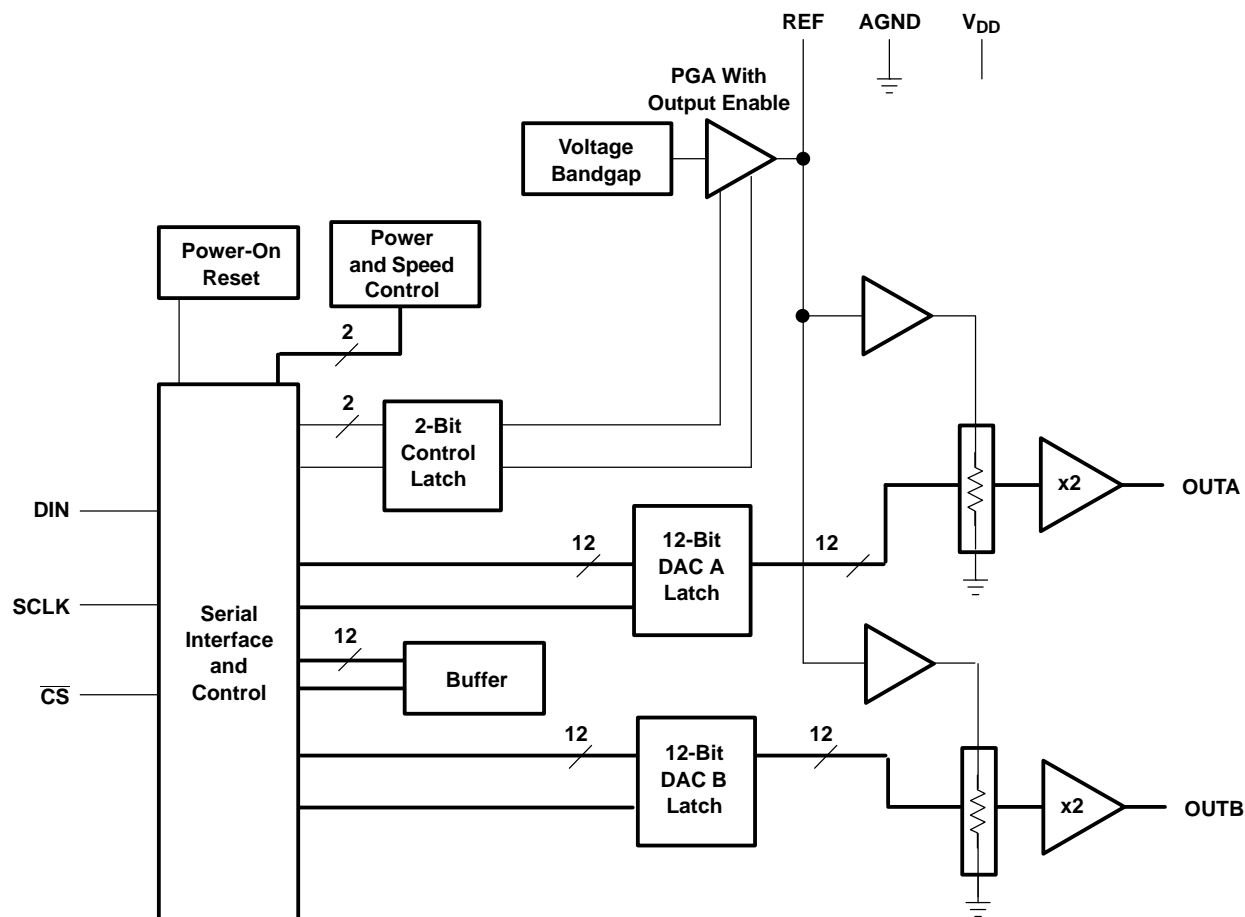 REF AGND VDD
PGA With
Output Enable
Voltage
Bandgap
Power-On
Reset
Power
and Speed
Control
2
2
2-Bit
Control
Latch
DIN
SCLK
CS
Serial
Interface
and
Control
12
12-Bit
DAC A
Latch
12
x2
OUTA
12
Buffer
12
12-Bit
DAC B
Latch
12
x2
OUTB